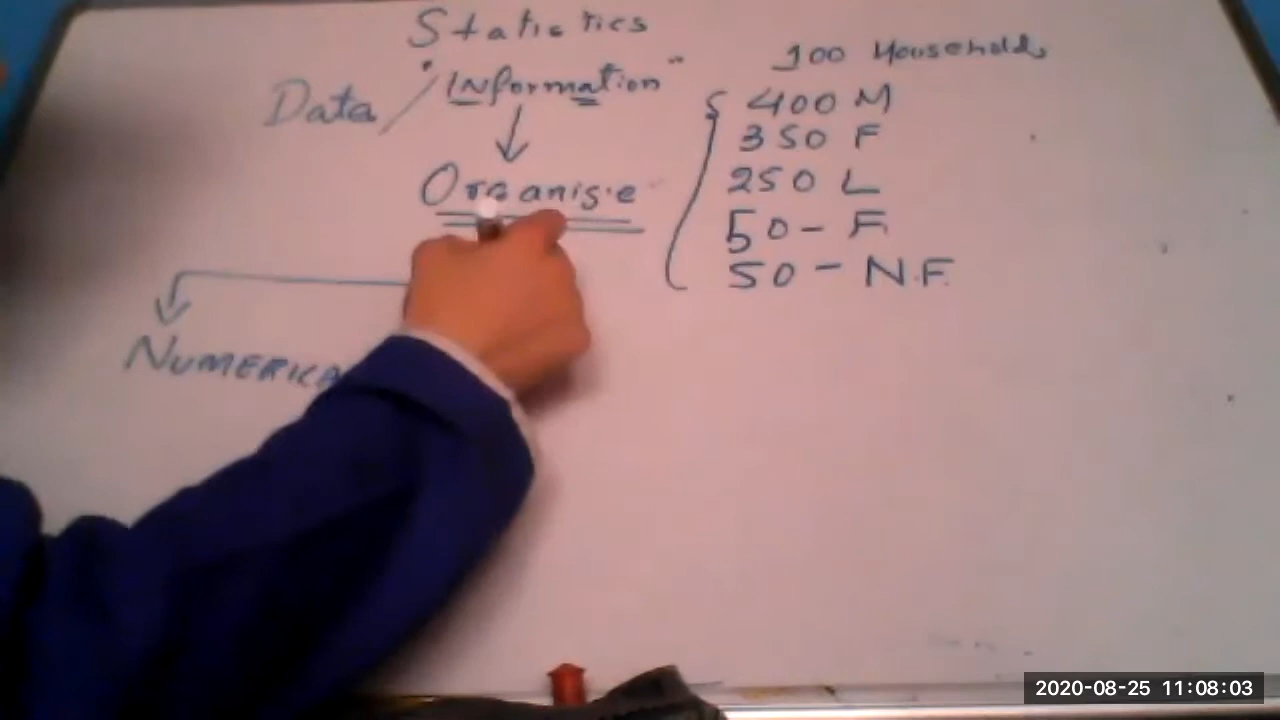 Statistics
Data / "Information"
Organise
NUMERICA
100 Households
400 M
350 F
250 L
50 - F
50 - N.F.
2020-08-25 11:08:03